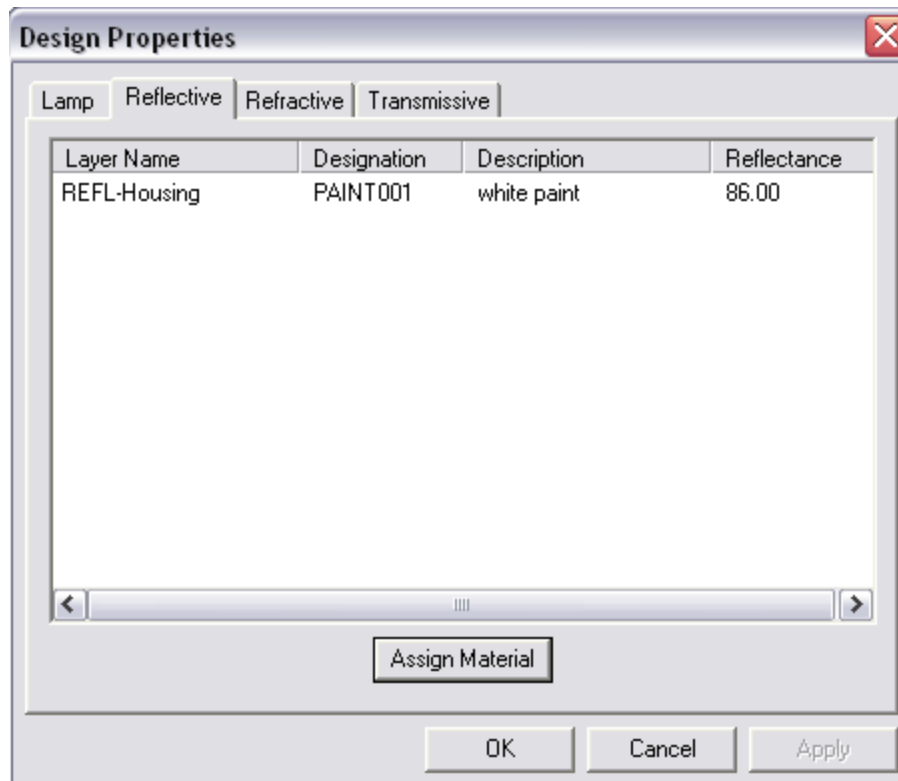 Design Properties
Lamp Reflective Refractive Transmissive
Layer Name Designation Description Reflectance
REFL-Housing PAINT001 white paint 86.00
Assign Material
OK Cancel Apply